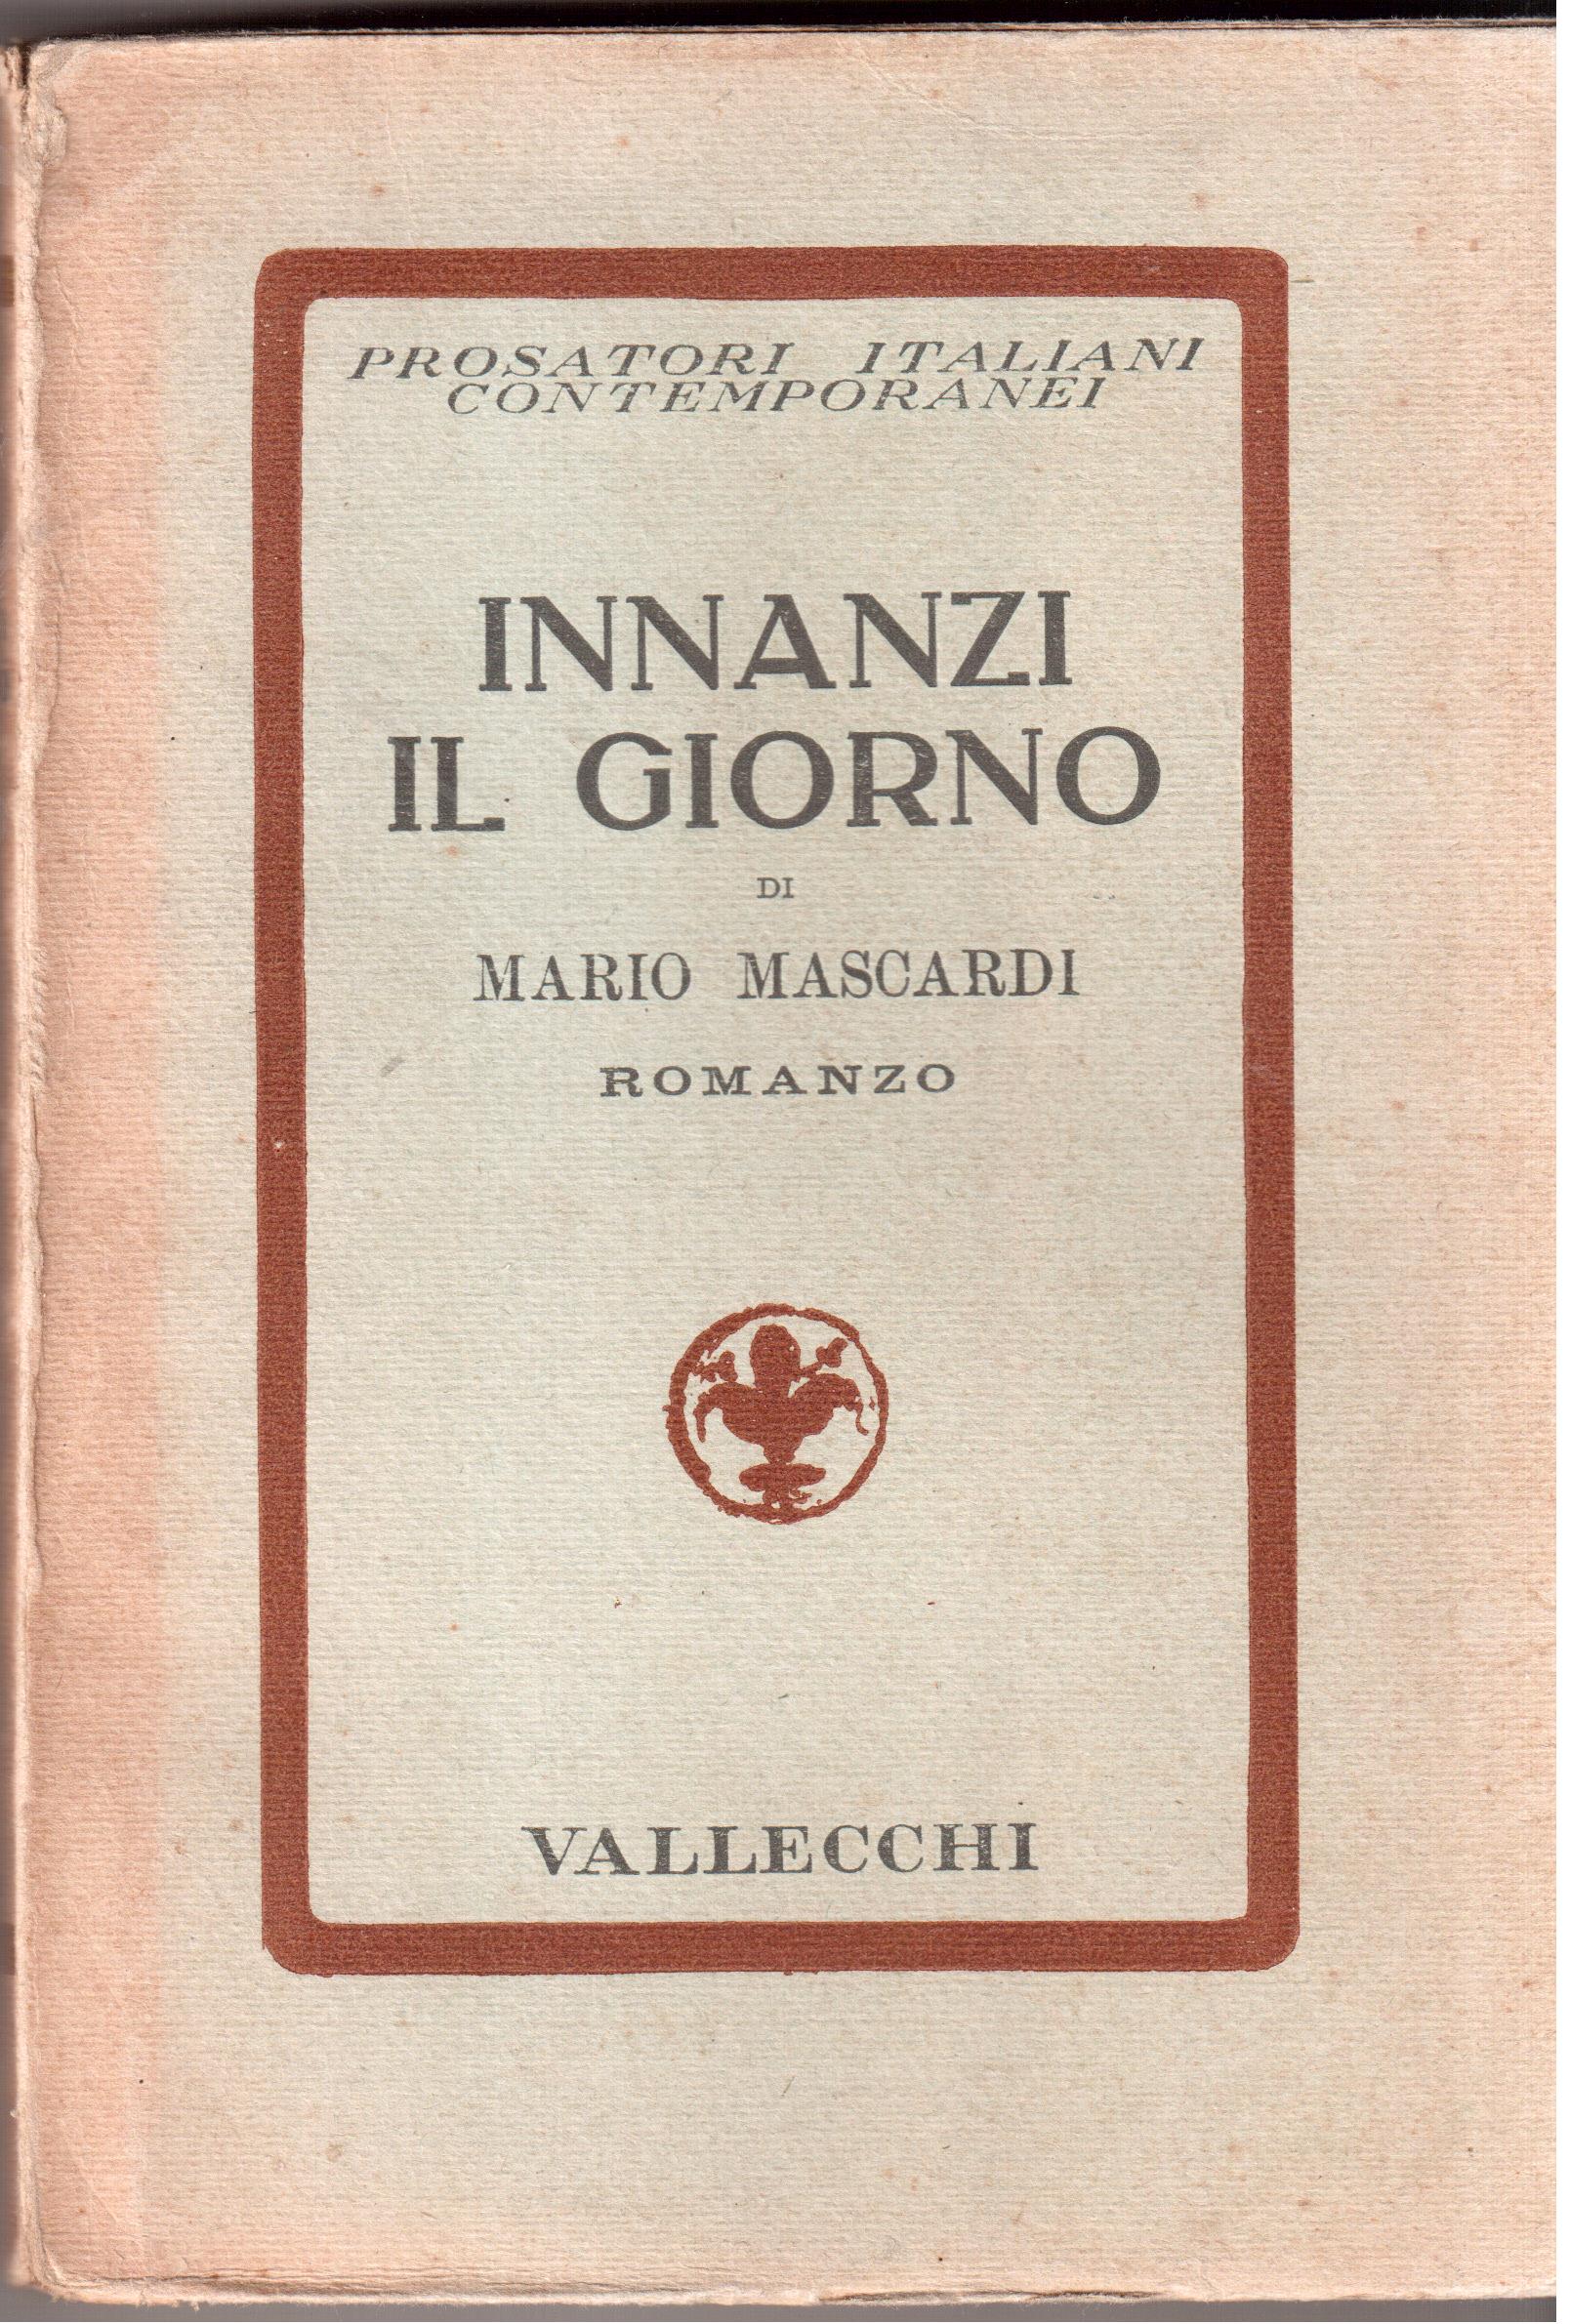 PROSATORI ITALIANI
CONTEMPORANEI
INNANZI
IL GIORNO
DI
MARIO MASCARDI
ROMANZO
VALLECCHI